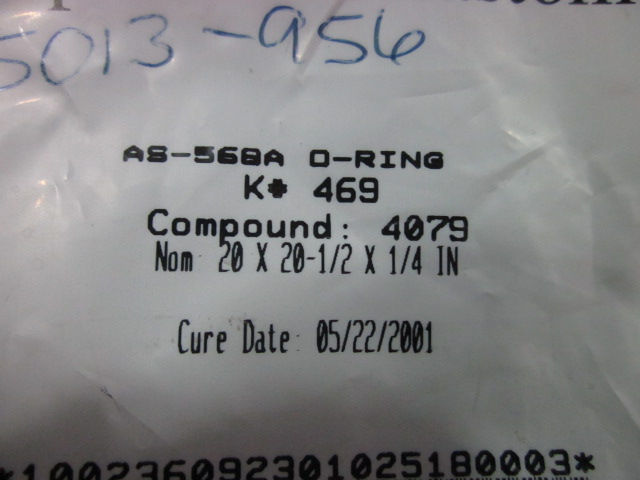 5013-956
AS-568A O-RING
K# 469
Compound: 4079
Nom 20 X 20-1/2 X 1/4 IN
Cure Date: 05/22/2001
*100236092301025180003*